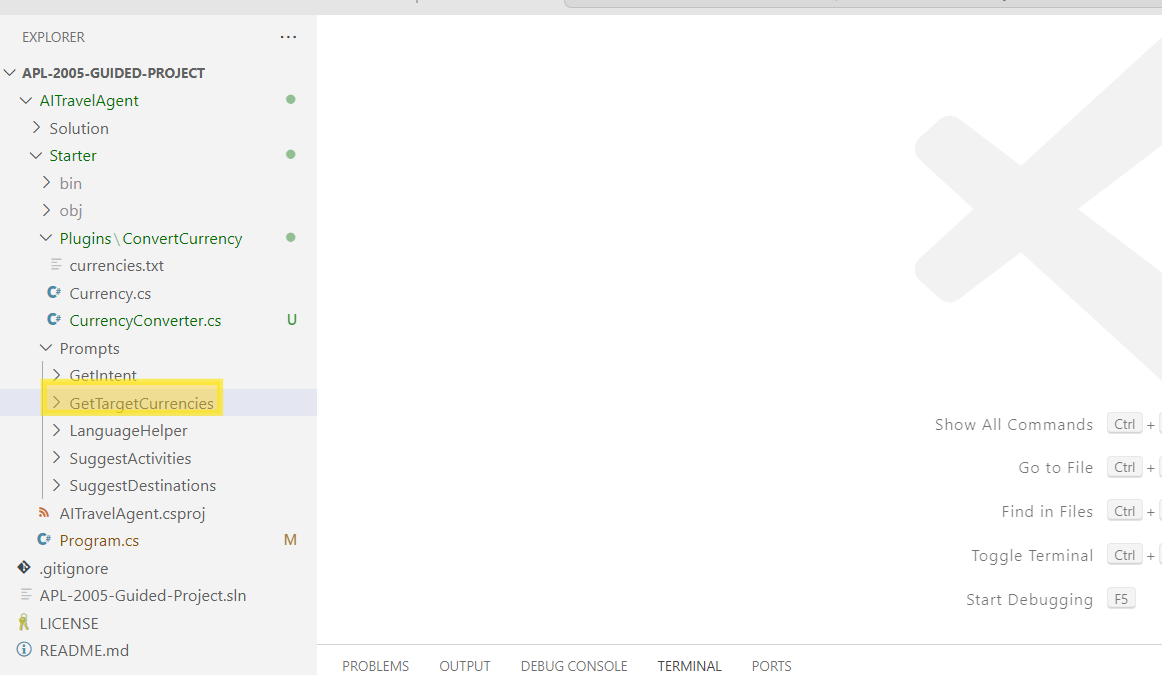 EXPLORER ...
APL-2005-GUIDED-PROJECT
AITravelAgent
Solution
Starter
bin
obj
Plugins\ConvertCurrency
currencies.txt
Currency.cs
CurrencyConverter.cs U
Prompts
GetIntent
GetTargetCurrencies
LanguageHelper
SuggestActivities
SuggestDestinations
AITravelAgent.csproj
Program.cs M
.gitignore
APL-2005-Guided-Project.sln
LICENSE
README.md
Show All Commands Ctrl +
Go to File Ctrl +
Find in Files Ctrl +
Toggle Terminal Ctrl +
Start Debugging F5
PROBLEMS OUTPUT DEBUG CONSOLE TERMINAL PORTS